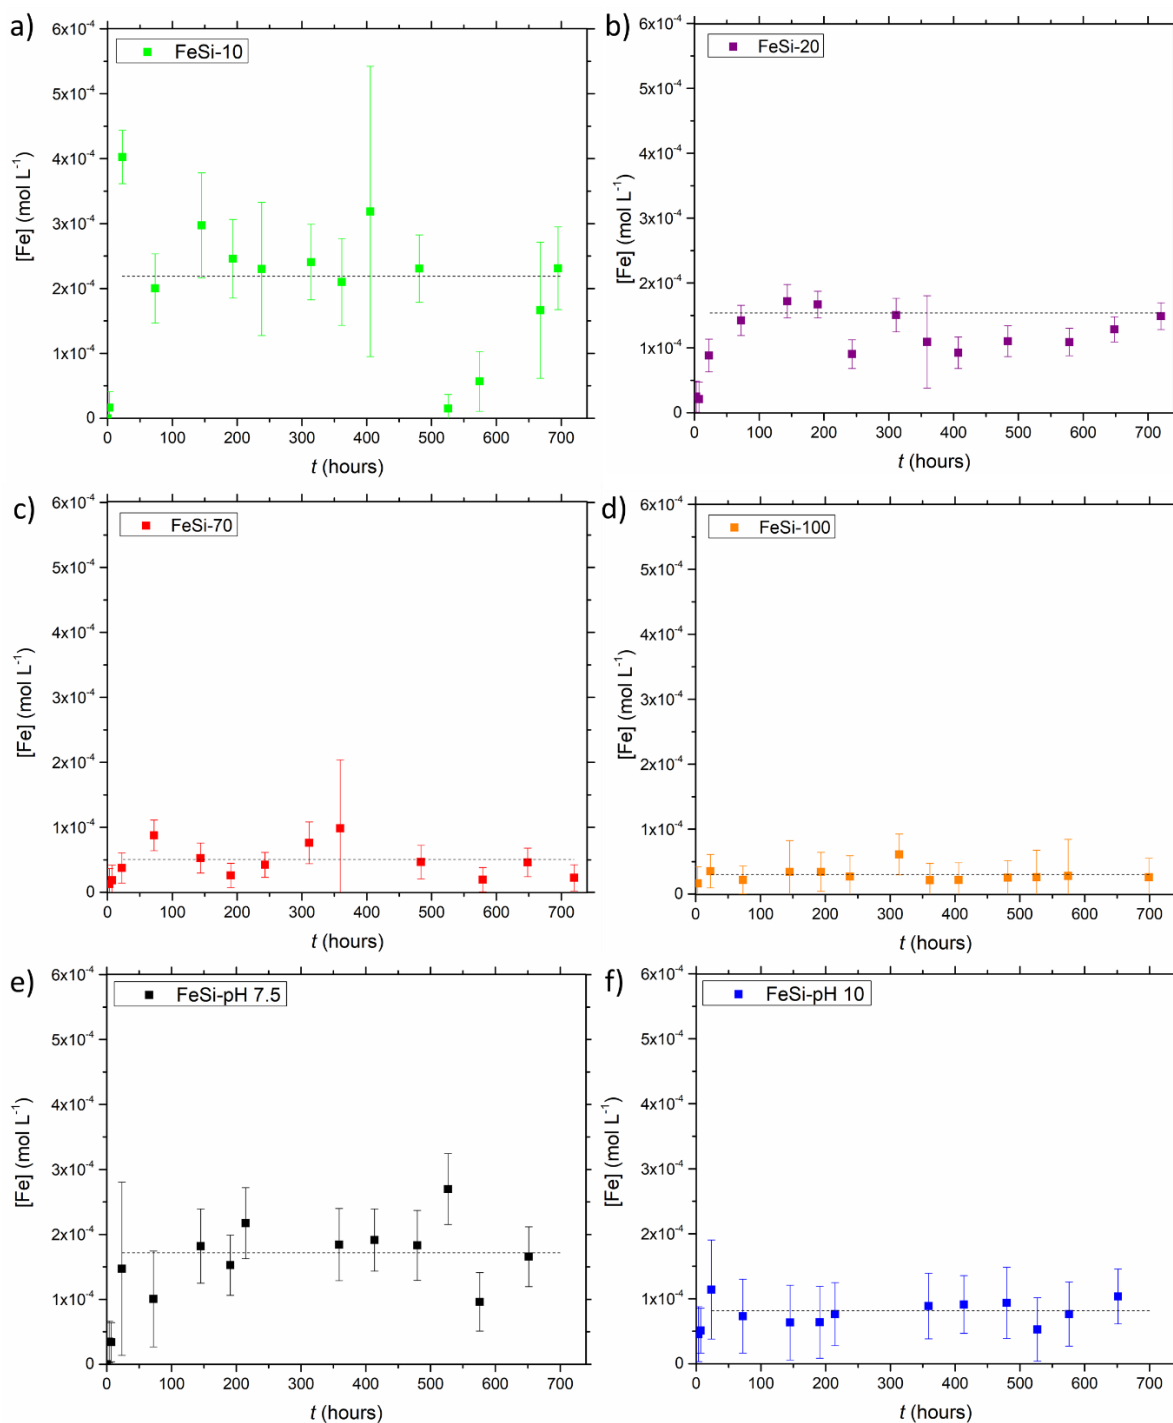 a)
FeSi-10
6x10⁻⁴
5x10⁻⁴
4x10⁻⁴
3x10⁻⁴
2x10⁻⁴
1x10⁻⁴
0
[Fe] (mol L⁻¹)
0 100 200 300 400 500 600 700
t (hours)
b)
FeSi-20
6x10⁻⁴
5x10⁻⁴
4x10⁻⁴
3x10⁻⁴
2x10⁻⁴
1x10⁻⁴
0
[Fe] (mol L⁻¹)
0 100 200 300 400 500 600 700
t (hours)
c)
FeSi-70
6x10⁻⁴
5x10⁻⁴
4x10⁻⁴
3x10⁻⁴
2x10⁻⁴
1x10⁻⁴
0
[Fe] (mol L⁻¹)
0 100 200 300 400 500 600 700
t (hours)
d)
FeSi-100
6x10⁻⁴
5x10⁻⁴
4x10⁻⁴
3x10⁻⁴
2x10⁻⁴
1x10⁻⁴
0
[Fe] (mol L⁻¹)
0 100 200 300 400 500 600 700
t (hours)
e)
FeSi-pH 7.5
6x10⁻⁴
5x10⁻⁴
4x10⁻⁴
3x10⁻⁴
2x10⁻⁴
1x10⁻⁴
0
[Fe] (mol L⁻¹)
0 100 200 300 400 500 600 700
t (hours)
f)
FeSi-pH 10
6x10⁻⁴
5x10⁻⁴
4x10⁻⁴
3x10⁻⁴
2x10⁻⁴
1x10⁻⁴
0
[Fe] (mol L⁻¹)
0 100 200 300 400 500 600 700
t (hours)